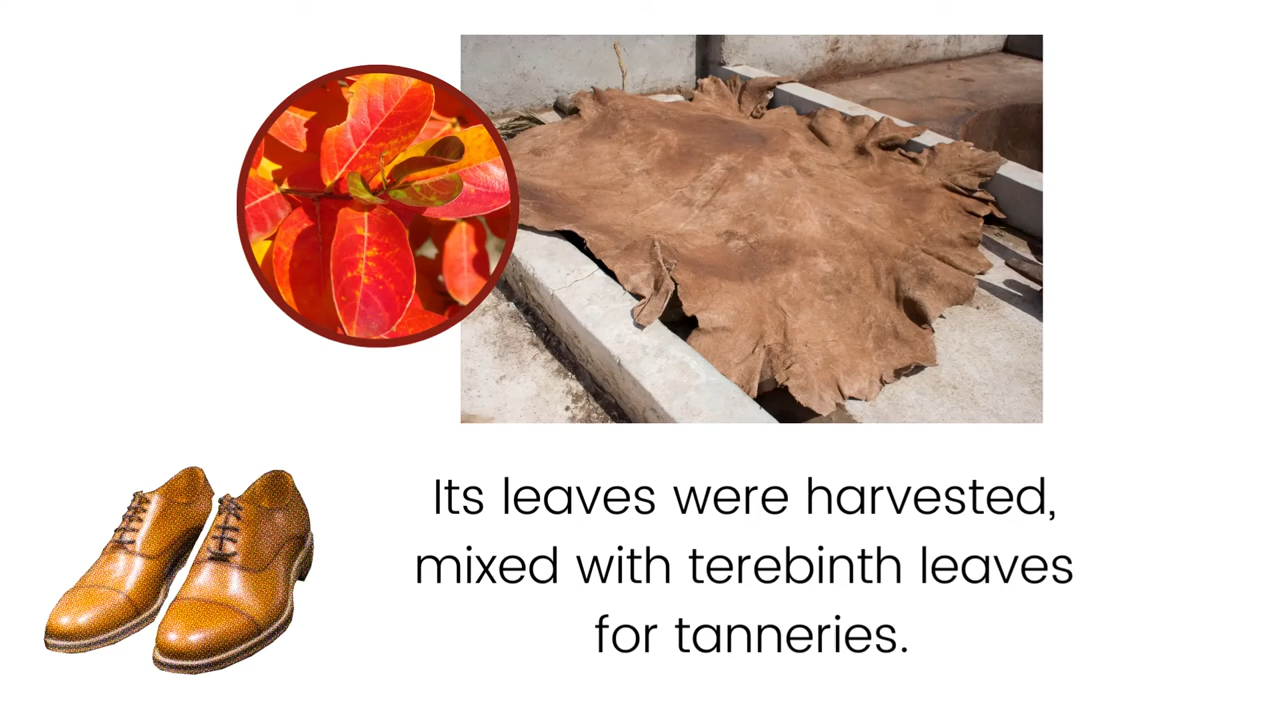 Its leaves were harvested,
mixed with terebinth leaves
for tanneries.